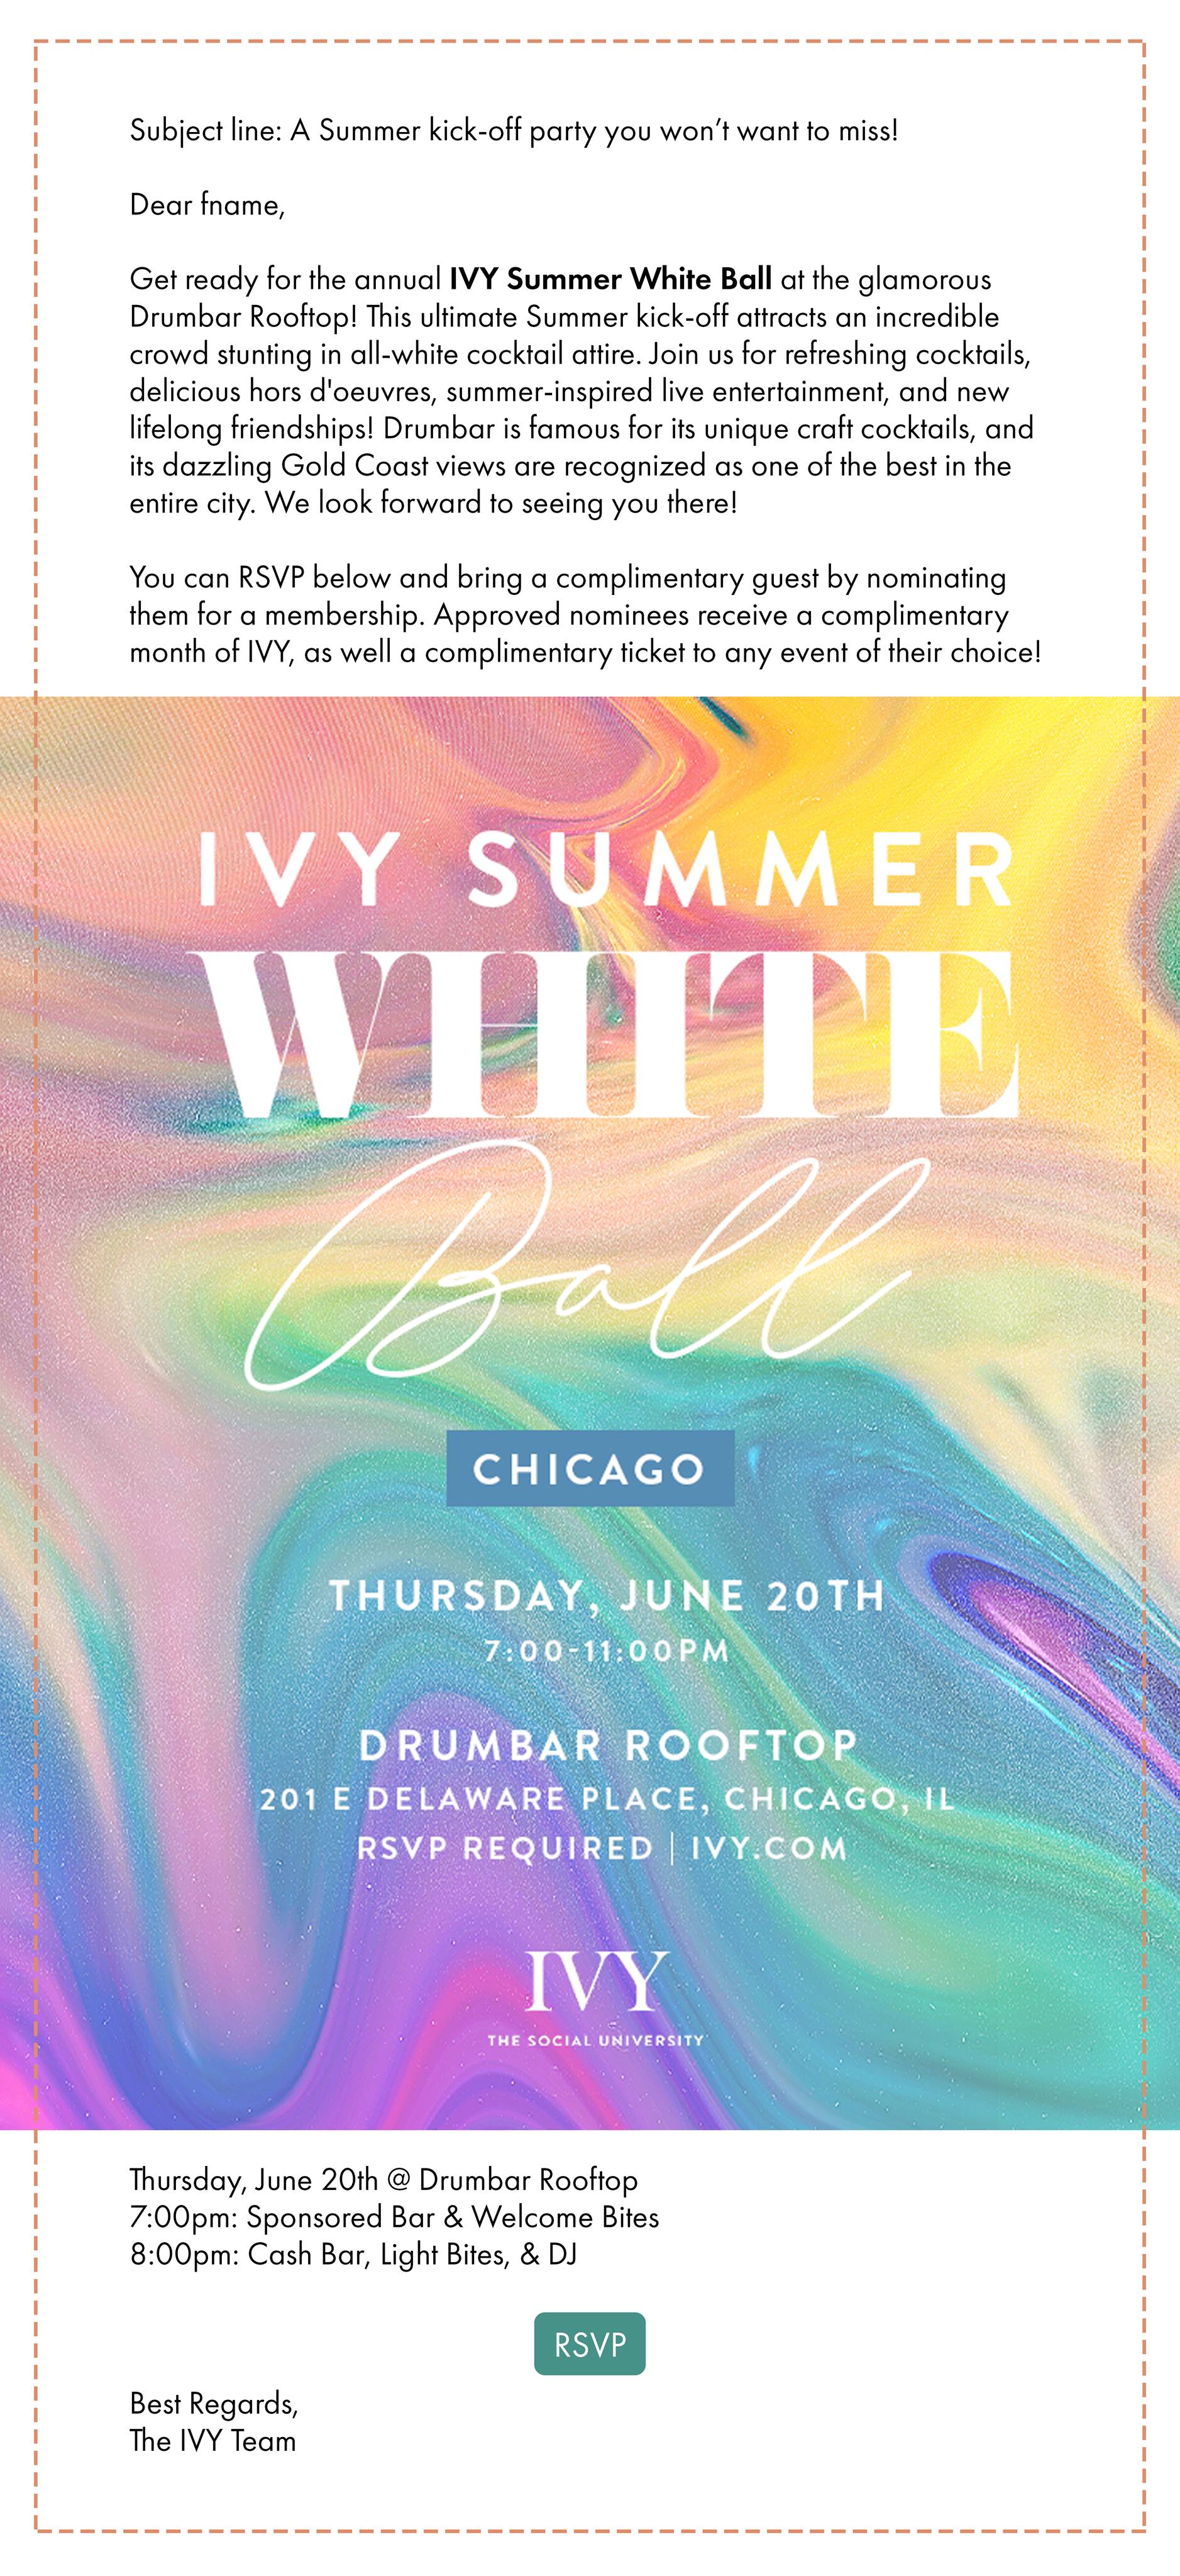 Subject line: A Summer kick-off party you won’t want to miss!
Dear fname,
Get ready for the annual IVY Summer White Ball at the glamorous
Drumbar Rooftop! This ultimate Summer kick-off attracts an incredible
crowd stunting in all-white cocktail attire. Join us for refreshing cocktails,
delicious hors d'oeuvres, summer-inspired live entertainment, and new
lifelong friendships! Drumbar is famous for its unique craft cocktails, and
its dazzling Gold Coast views are recognized as one of the best in the
entire city. We look forward to seeing you there!
You can RSVP below and bring a complimentary guest by nominating
them for a membership. Approved nominees receive a complimentary
month of IVY, as well a complimentary ticket to any event of their choice!
IVY SUMMER
WHITE
Ball
CHICAGO
THURSDAY, JUNE 20TH
7:00-11:00PM
DRUMBAR ROOFTOP
201 E DELAWARE PLACE, CHICAGO, IL
RSVP REQUIRED | IVY.COM
IVY
THE SOCIAL UNIVERSITY
Thursday, June 20th @ Drumbar Rooftop
7:00pm: Sponsored Bar & Welcome Bites
8:00pm: Cash Bar, Light Bites, & DJ
RSVP
Best Regards,
The IVY Team